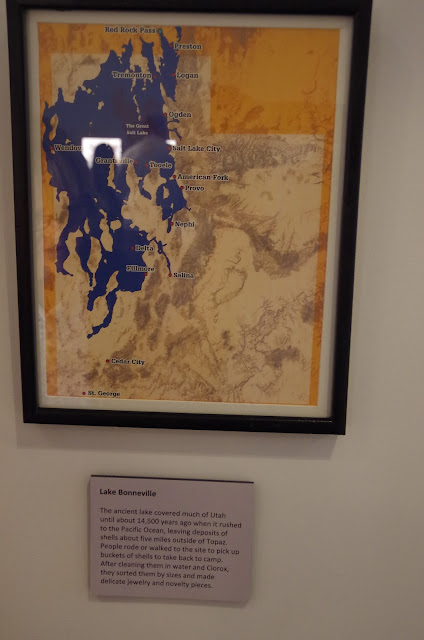 Red Rock Pass
Preston
Tremonton
Logan
Ogden
The Great
Salt Lake
Salt Lake City
Tooele
American Fork
Provo
Nephi
Delta
Fillmore
Salina
Cedar City
St. George
Lake Bonneville
The ancient lake covered much of Utah
until about 14,500 years ago when it rushed
to the Pacific Ocean, leaving deposits of
shells about five miles outside of Topaz.
People rode or walked to the site to pick up
buckets of shells to take back to camp.
After cleaning them in water and Clorox,
they sorted them by sizes and made
delicate jewelry and novelty pieces.